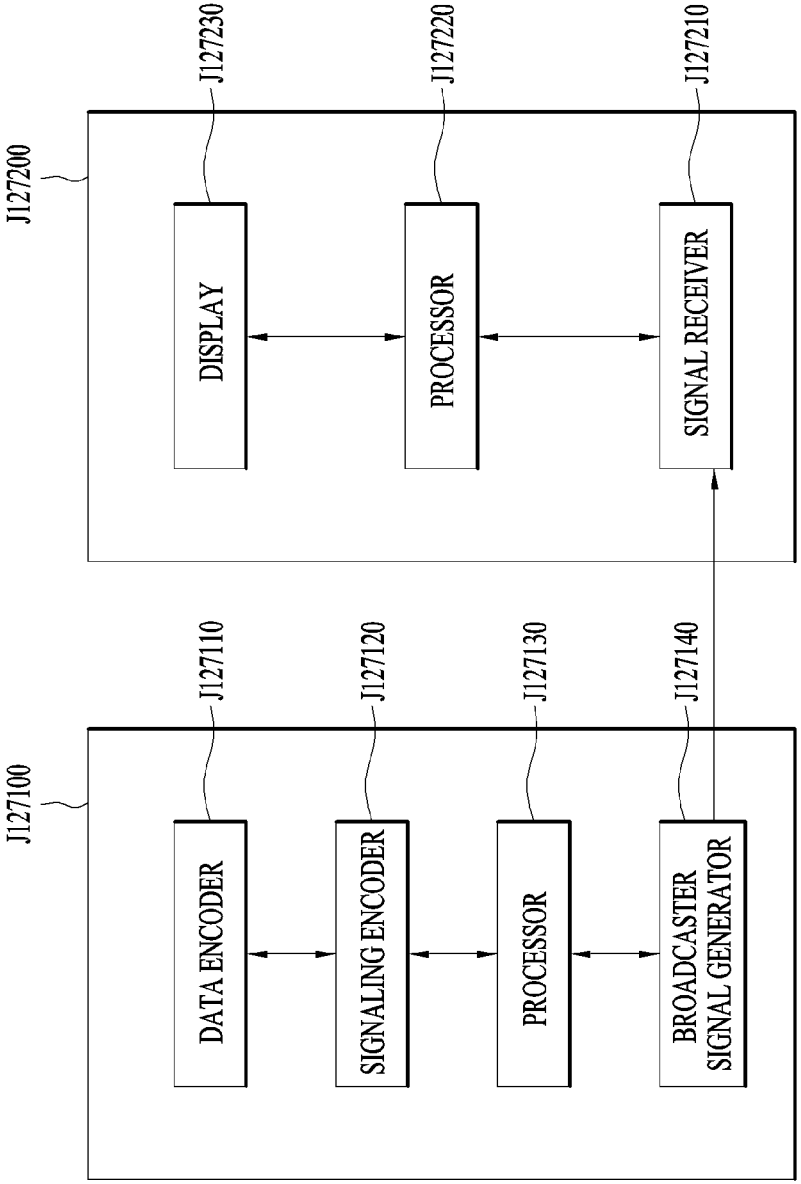 J127100
DATA ENCODER
J127110
SIGNALING ENCODER
J127120
PROCESSOR
J127130
BROADCASTER
SIGNAL GENERATOR
J127140
J127200
DISPLAY
J127230
PROCESSOR
J127220
SIGNAL RECEIVER
J127210